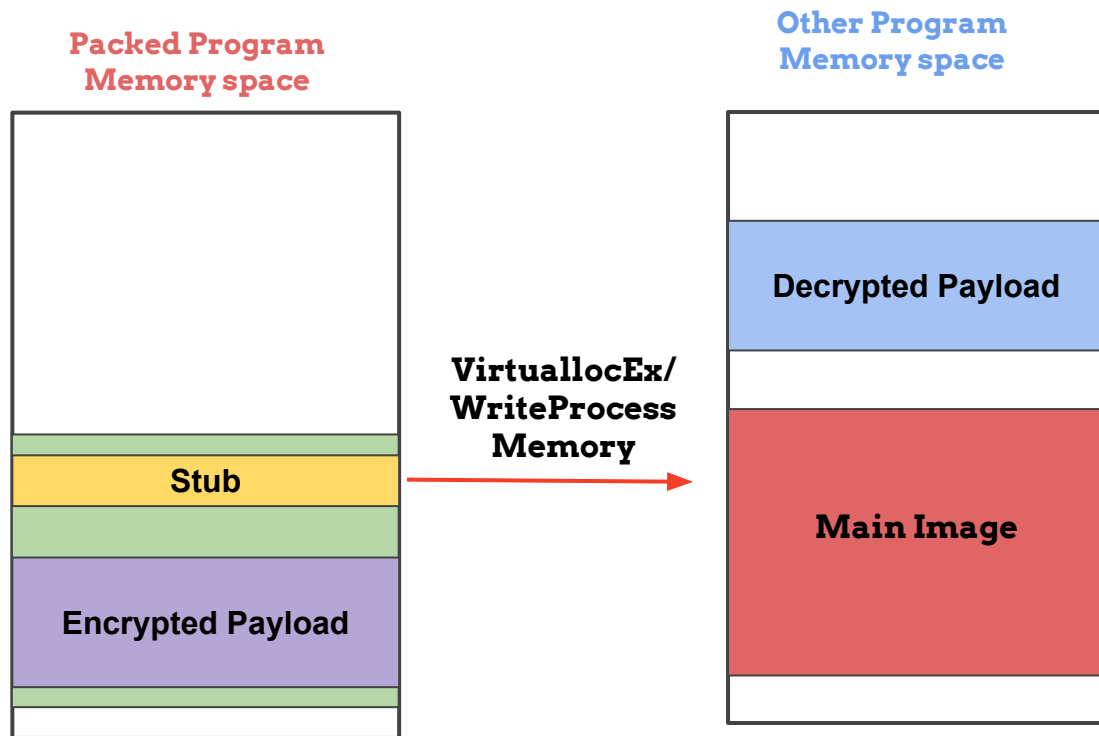 Packed Program
Memory space
Other Program
Memory space
Decrypted Payload
VirtuallocEx/
WriteProcess
Memory
Stub
Main Image
Encrypted Payload